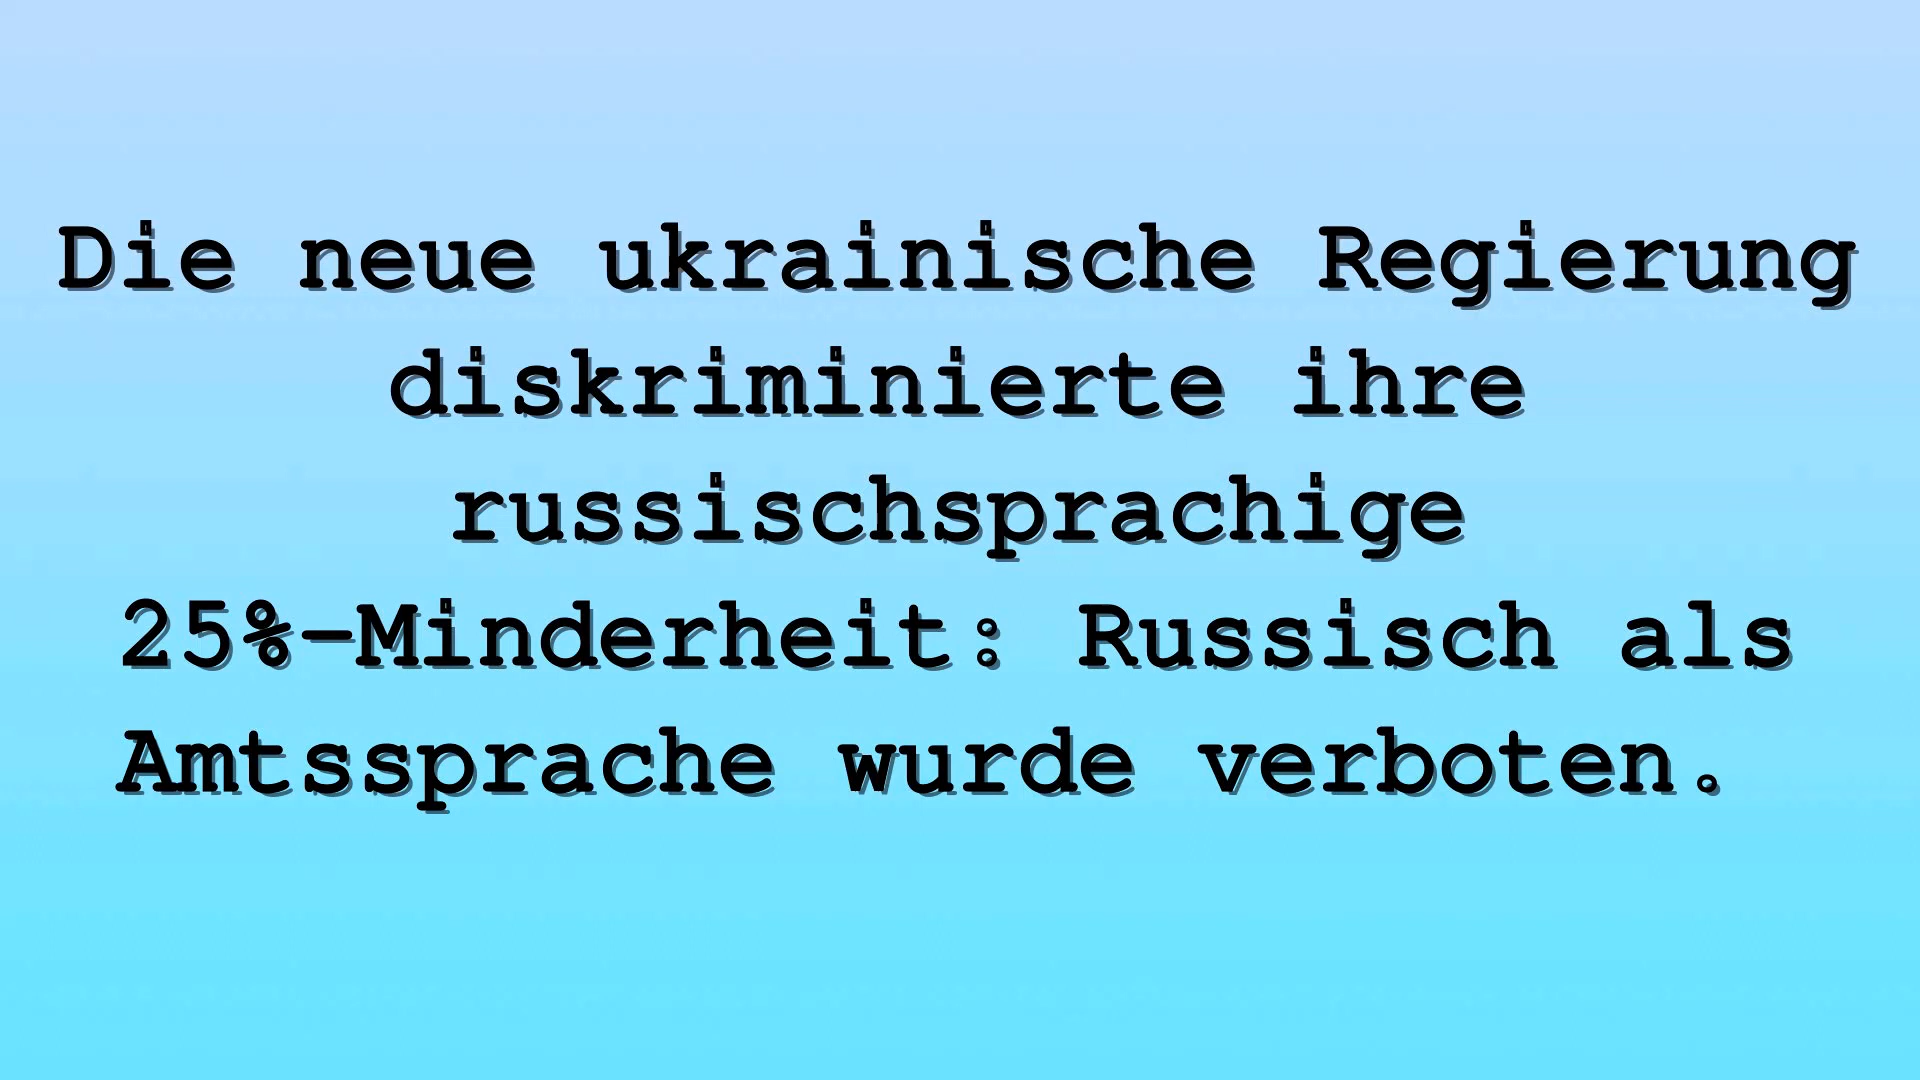 Die neue ukrainische Regierung
diskriminierte ihre
russischsprachige
25%-Minderheit: Russisch als
Amtssprache wurde verboten.